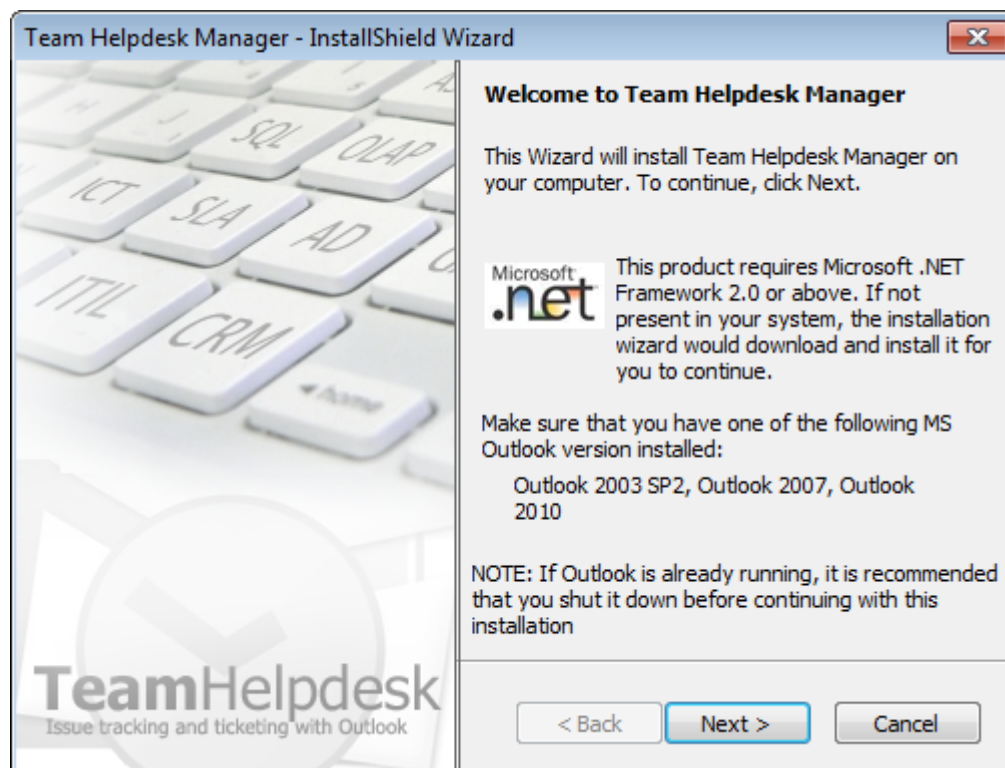 Team Helpdesk Manager - InstallShield Wizard
H
J
SQL
OLAP
ICT
SLA
AD
ITIL
CRM
home
Welcome to Team Helpdesk Manager
This Wizard will install Team Helpdesk Manager on
your computer. To continue, click Next.
Microsoft
.net
This product requires Microsoft .NET
Framework 2.0 or above. If not
present in your system, the installation
wizard would download and install it for
you to continue.
Make sure that you have one of the following MS
Outlook version installed:
Outlook 2003 SP2, Outlook 2007, Outlook
2010
NOTE: If Outlook is already running, it is recommended
that you shut it down before continuing with this
installation
TeamHelpdesk
Issue tracking and ticketing with Outlook
< Back
Next >
Cancel